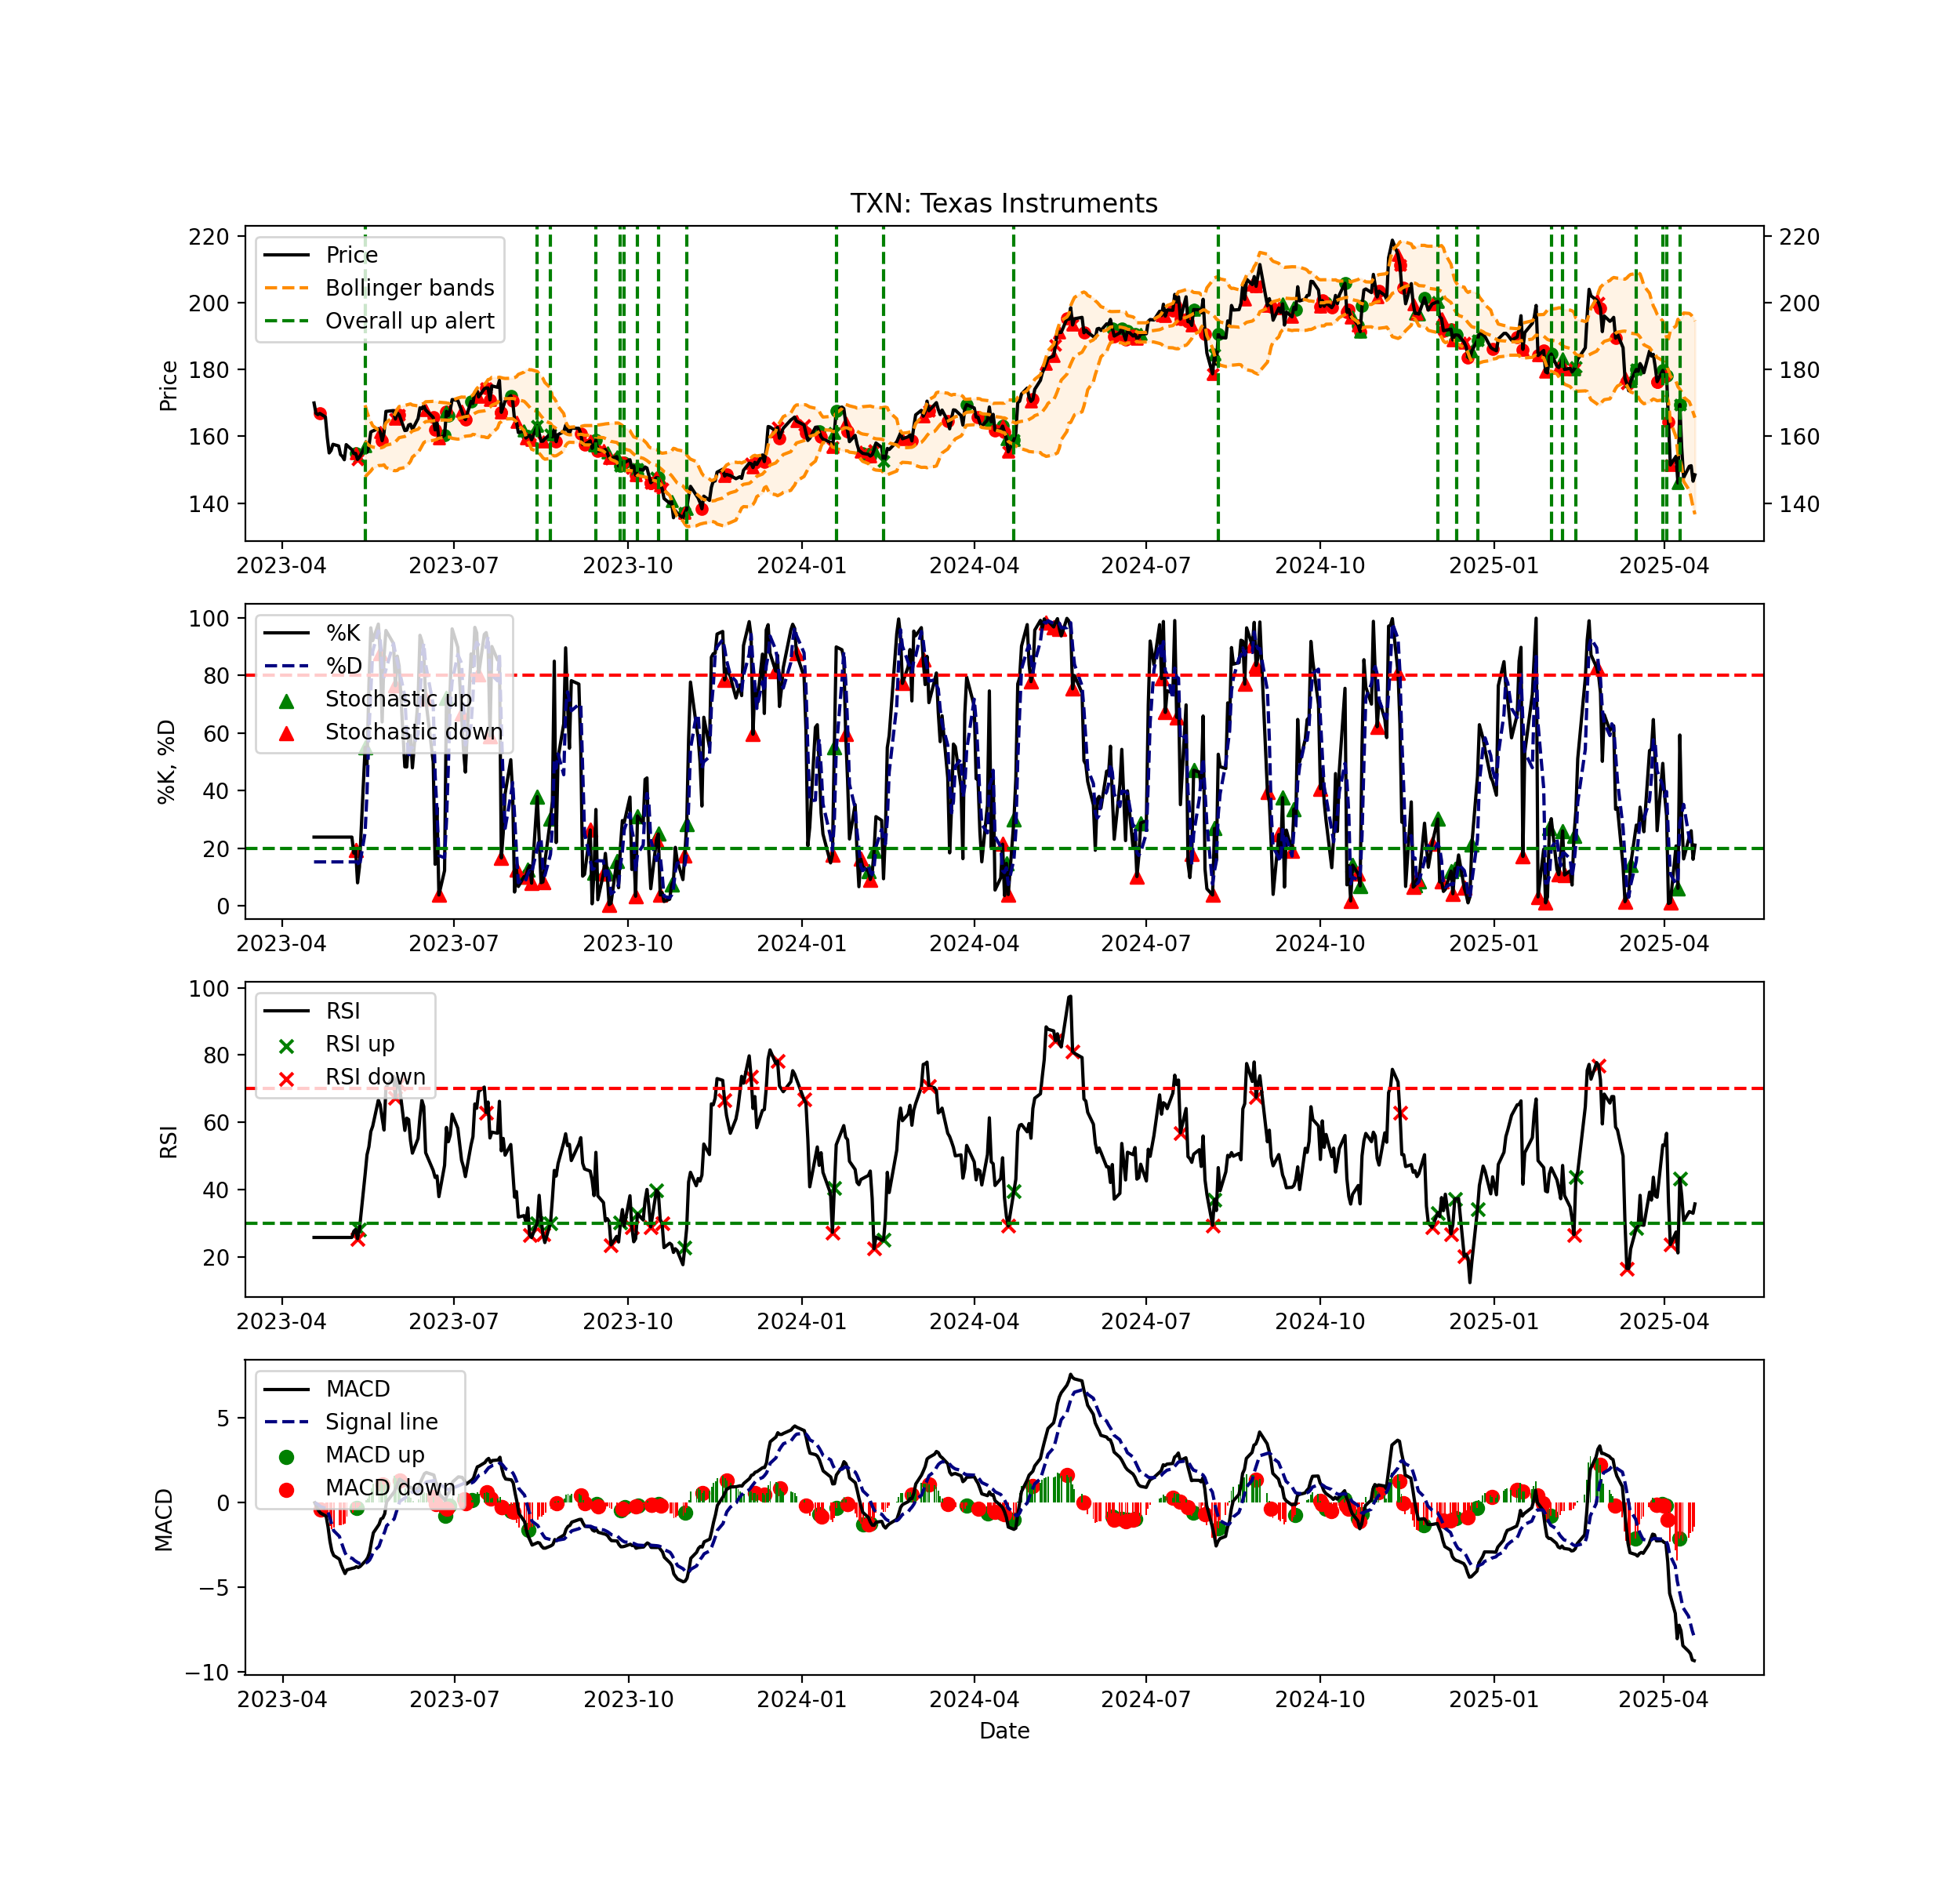 TXN: Texas Instruments
Price
220
200
180
160
140
Price
Bollinger bands
Overall up alert
220
200
180
160
140
2023-04 2023-07 2023-10 2024-01 2024-04 2024-07 2024-10 2025-01 2025-04
%K, %D
100
80
60
40
20
0
%K
%D
Stochastic up
Stochastic down
2023-04 2023-07 2023-10 2024-01 2024-04 2024-07 2024-10 2025-01 2025-04
RSI
100
80
60
40
20
RSI
RSI up
RSI down
2023-04 2023-07 2023-10 2024-01 2024-04 2024-07 2024-10 2025-01 2025-04
MACD
5
0
−5
−10
MACD
Signal line
MACD up
MACD down
2023-04 2023-07 2023-10 2024-01 2024-04 2024-07 2024-10 2025-01 2025-04
Date